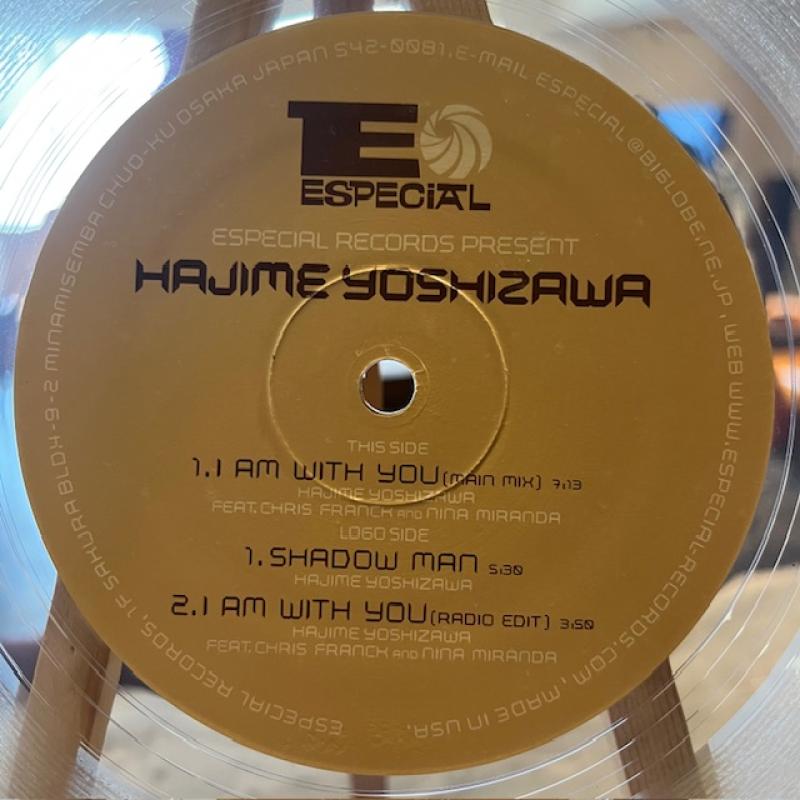 E
ESPECiAL
ESPECIAL RECORDS PRESENT
HAJIME YOSHIZAWA
THIS SIDE
1.I AM WITH YOU(MAIN MIX) 7:13
HAJIME YOSHIZAWA
FEAT.CHRIS FRANCK AND NINA MIRANDA
LOGO SIDE
1.SHADOW MAN 5:30
HAJIME YOSHIZAWA
2.I AM WITH YOU(RADIO EDIT) 3:50
HAJIME YOSHIZAWA
FEAT.CHRIS FRANCK AND NINA MIRANDA
ESPECIAL RECORDS, 1F SAKURA BLDX-9-2 MINAMISEMBA CHUO-KU OSAKA JAPAN 542-0081.E-MAIL ESPECIAL@BIGLOBE.NE.JP, WEB WWW.ESPECIAL-RECORDS.COM, MADE IN USA.